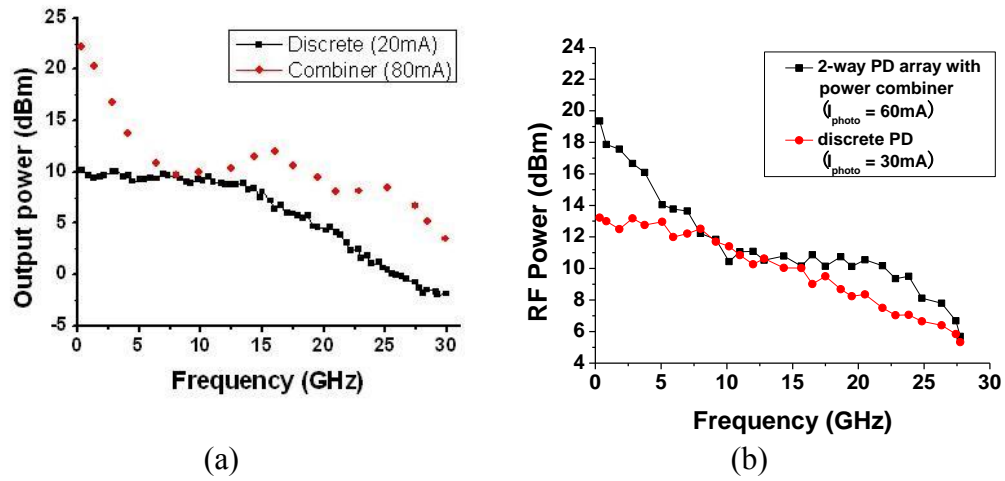 25
20
15
10
5
0
-5
Output power (dBm)
Discrete (20mA)
Combiner (80mA)
0 5 10 15 20 25 30
Frequency (GHz)
(a)
24
22
20
18
16
14
12
10
8
6
4
RF Power (dBm)
2-way PD array with
power combiner
(I_photo = 60mA)
discrete PD
(I_photo = 30mA)
0 5 10 15 20 25 30
Frequency (GHz)
(b)